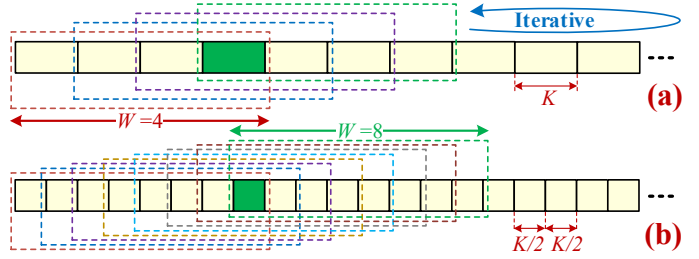 Iterative
(a)
K
W =4
W =8
(b)
K/2 K/2